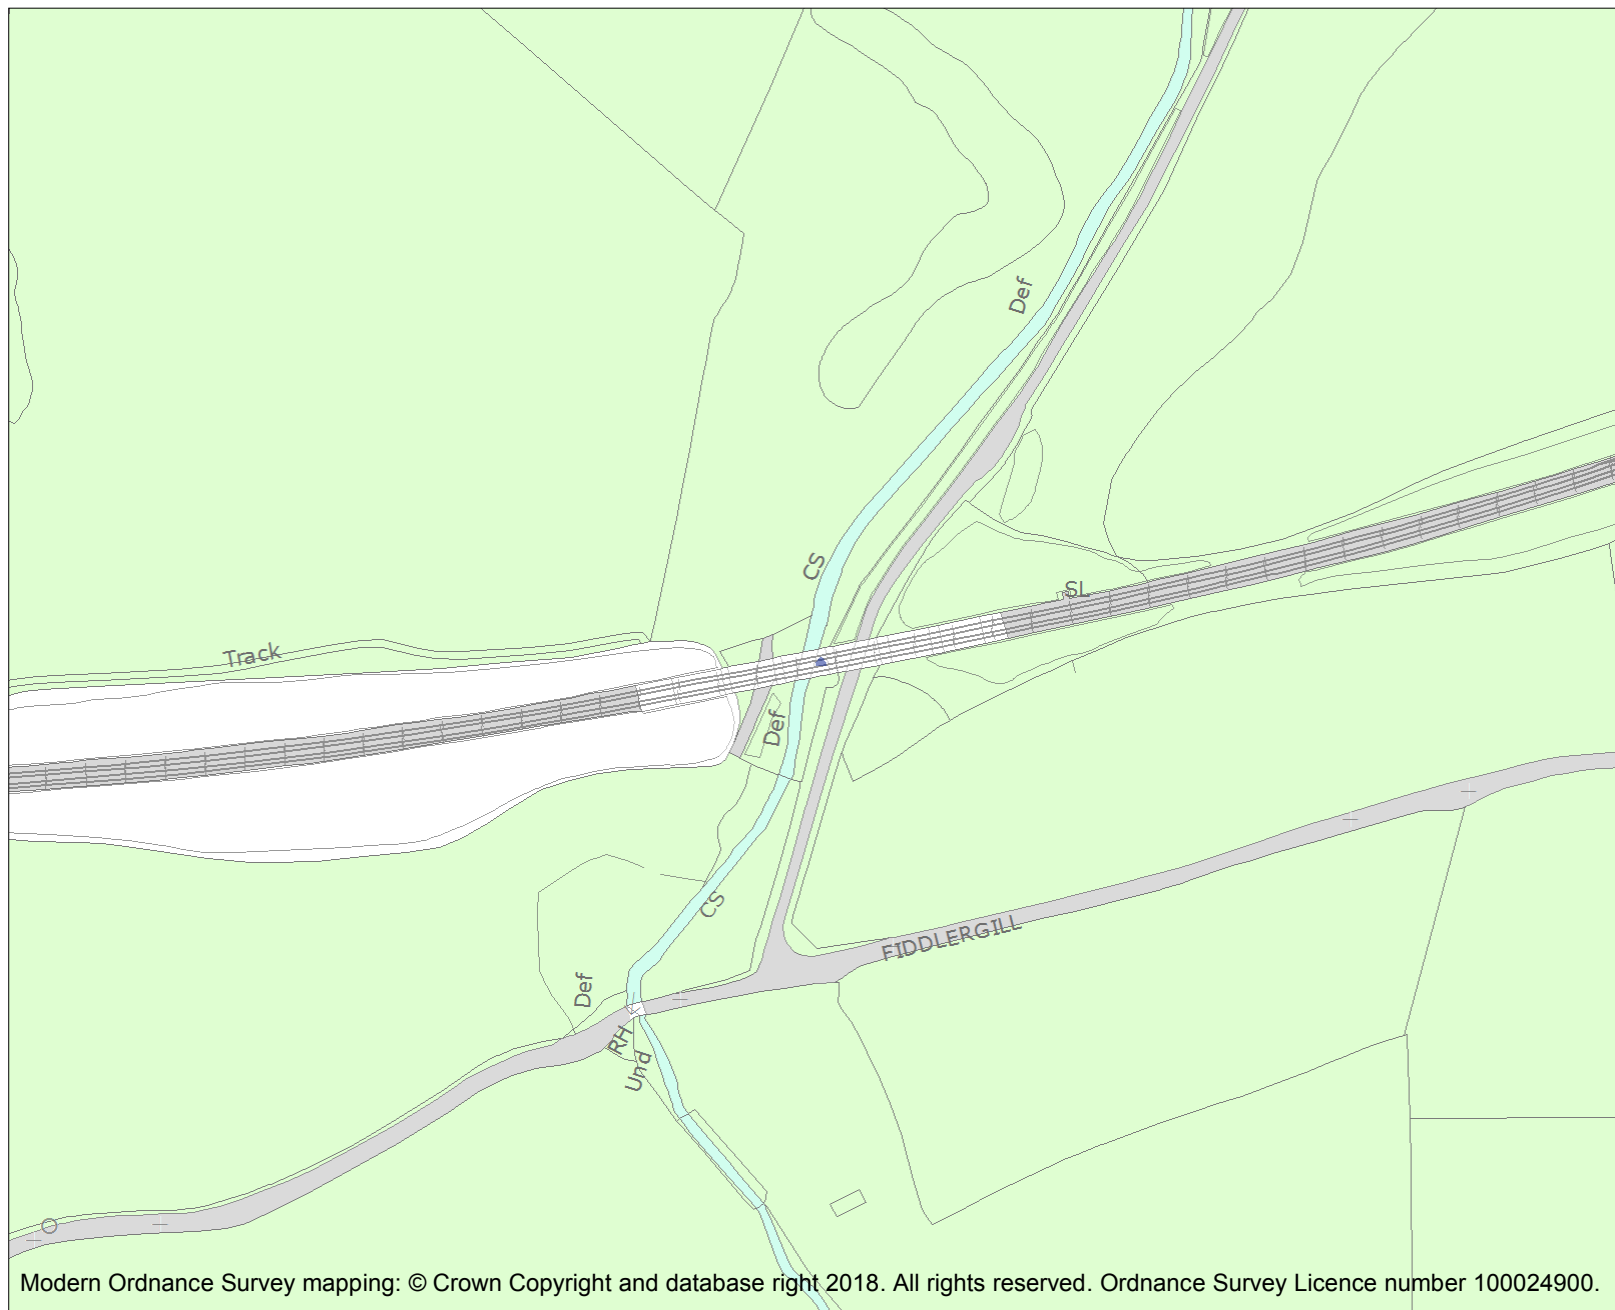 Def
CS
SL
Track
Def
CS
FIDDLERGILL
Def
RH
Und
Modern Ordnance Survey mapping: © Crown Copyright and database right 2018. All rights reserved. Ordnance Survey Licence number 100024900.